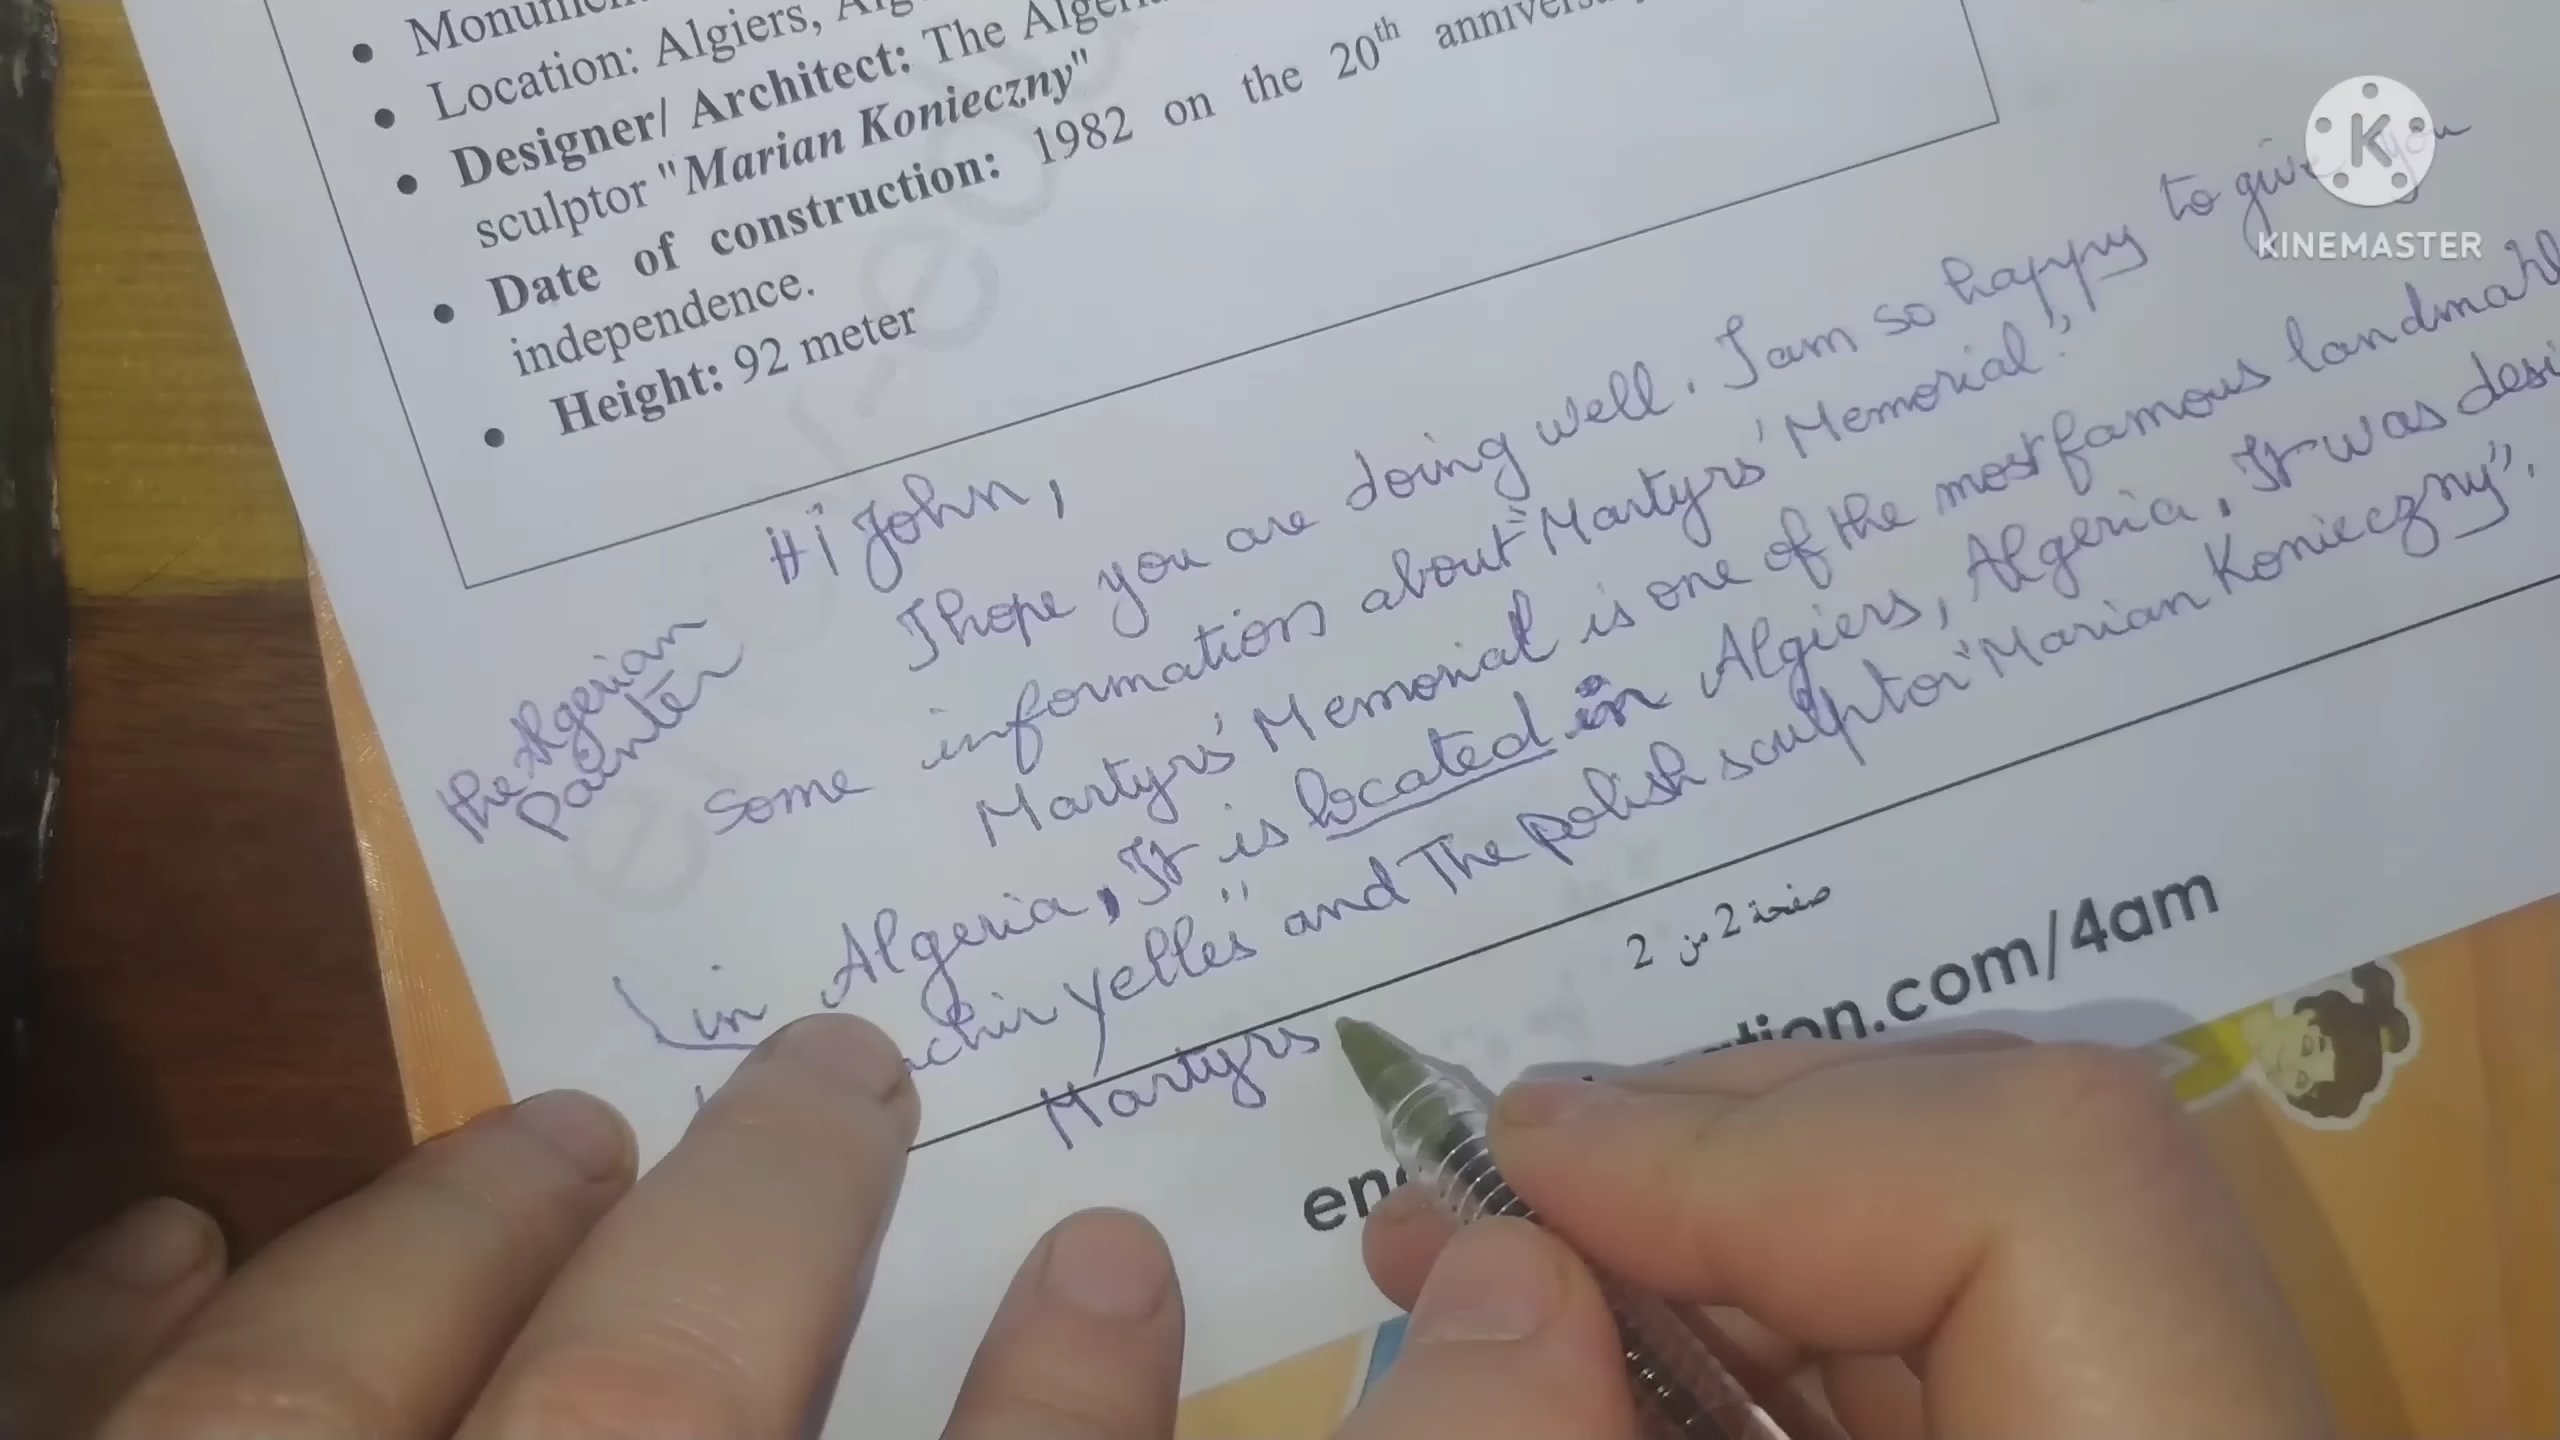 • Monumen
• Location: Algiers, Alg
• Designer/ Architect: The Algeria
sculptor "Marian Konieczny"
• Date of construction: 1982 on the 20th anniversary
independence.
• Height: 92 meter
K
KINEMASTER
Hi John,
I hope you are doing well. I am so happy to give you
some information about "Martyrs' Memorial".
Martyrs' Memorial is one of the most famous landmark
in Algeria, It is located in Algiers, Algeria, It was desi
the Algerian
painter
achir yelles" and The polish sculptor "Marian Konieczny".
Martyrs
صفحة 2 من 2
en
tion.com/4am